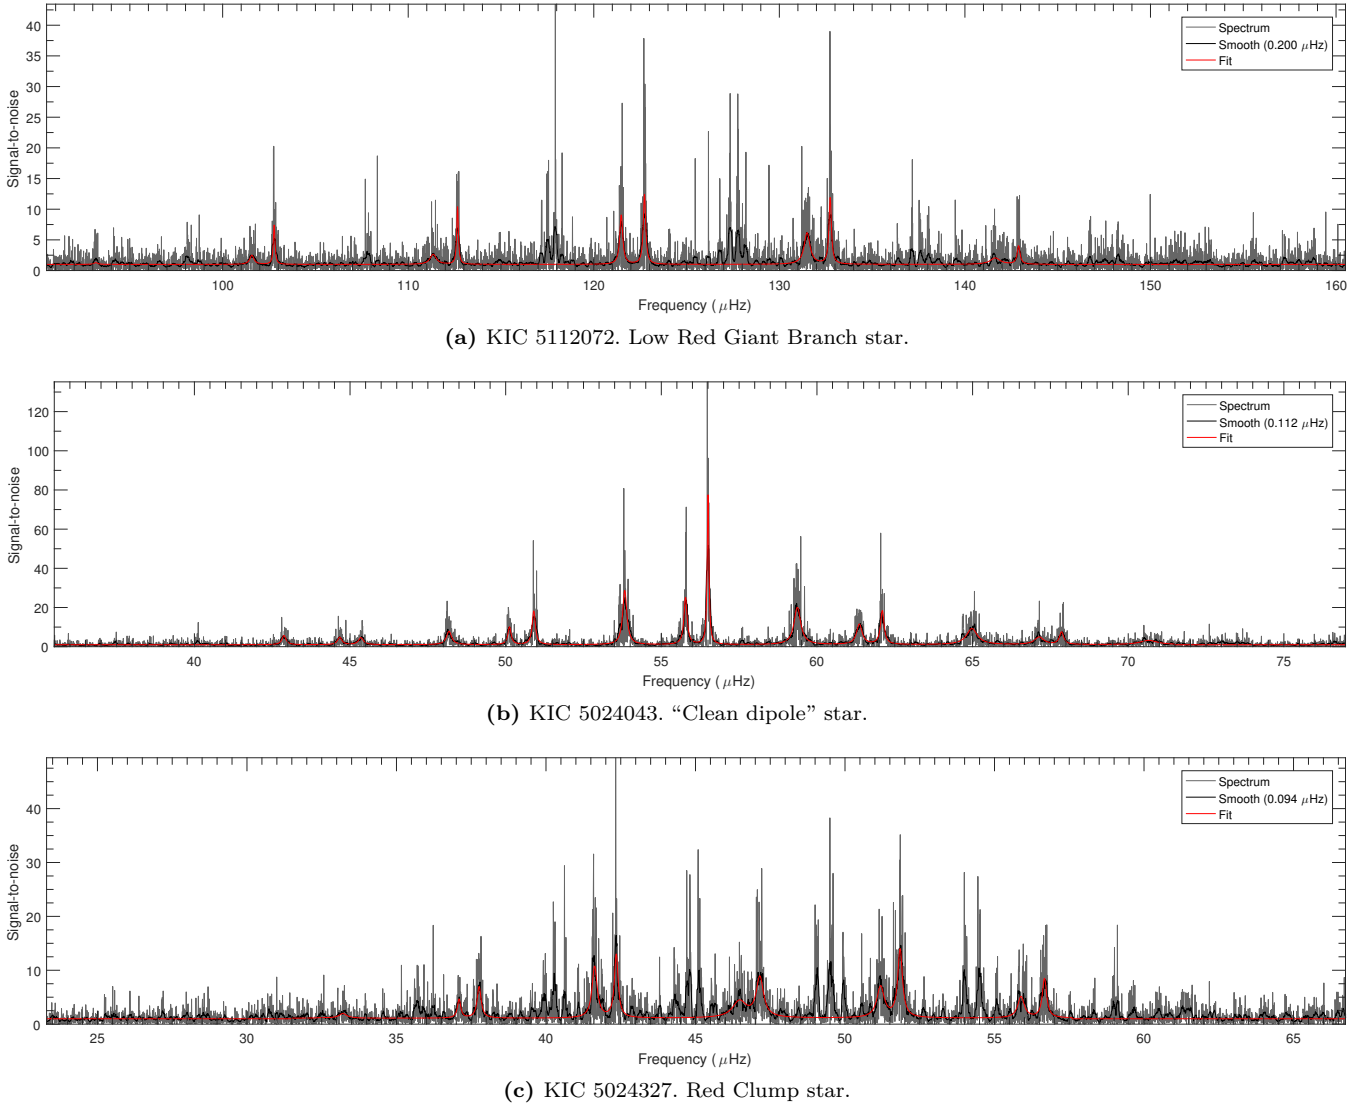 40
35
30
25
20
15
10
5
0
Signal-to-noise
Spectrum
Smooth (0.200 μHz)
Fit
100
110
120
130
140
150
160
Frequency ( μHz)
(a) KIC 5112072. Low Red Giant Branch star.
120
100
80
60
40
20
0
Signal-to-noise
Spectrum
Smooth (0.112 μHz)
Fit
40
45
50
55
60
65
70
75
Frequency ( μHz)
(b) KIC 5024043. “Clean dipole” star.
40
30
20
10
0
Signal-to-noise
Spectrum
Smooth (0.094 μHz)
Fit
25
30
35
40
45
50
55
60
65
Frequency ( μHz)
(c) KIC 5024327. Red Clump star.